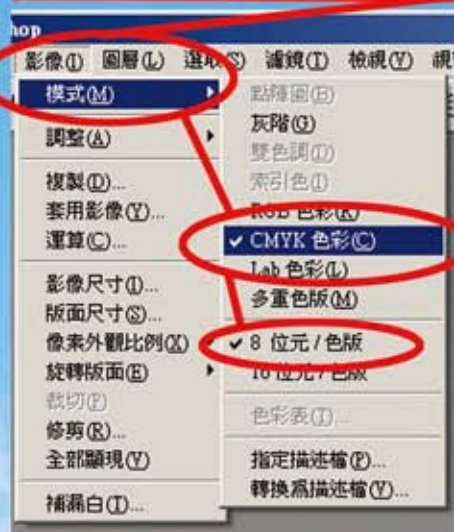 hop
影像(I) 圖層(L) 選取(S) 濾鏡(T) 檢視(V) 視
模式(M)
調整(A)
複製(D)...
套用影像(Y)...
運算(C)...
影像尺寸(I)...
版面尺寸(S)...
像素外觀比例(X)
旋轉版面(E)
裁切(P)
修剪(R)...
全部顯現(V)
補漏白(T)...
點陣圖(B)
灰階(G)
雙色調(D)
索引色(I)
RGB 色彩(R)
✓ CMYK 色彩(C)
Lab 色彩(L)
多重色版(M)
✓ 8 位元 / 色版
16 位元 / 色版
色彩表(T)...
指定描述檔(P)...
轉換為描述檔(V)...